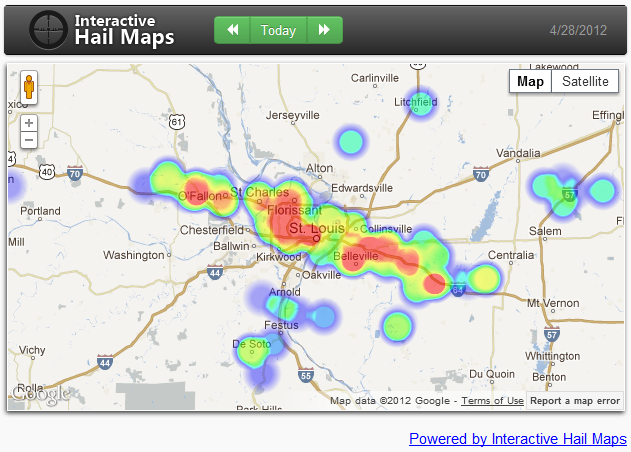 Interactive
Hail Maps
Today
4/28/2012
Map
Satellite
Lakewood
Carlinville
Litchfield
Jerseyville
Effing
61
Vandalia
Alton
40
70
70
Edwardsville
57
O'Fallon
St Charles
Portland
Florissant
Mill
Chesterfield
St. Louis
Collinsville
Salem
Ballwin
Washington
Kirkwood
Belleville
Centralia
44
Oakville
Arnold
64
Mt Vernon
Festus
57
De Soto
Vichy
44
Whittington
55
Du Quoin
Benton
Rolla
Google
Park Hills
Map data ©2012 Google - Terms of Use
Report a map error
Powered by Interactive Hail Maps